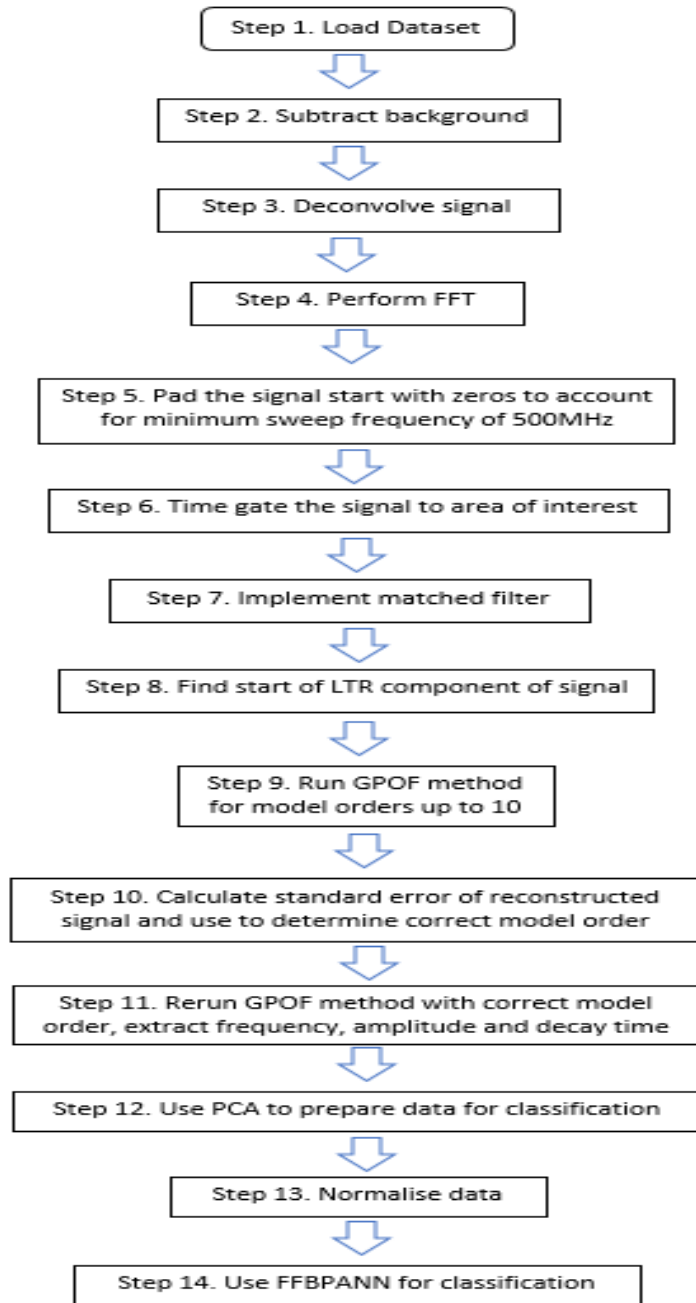 Step 1. Load Dataset
Step 2. Subtract background
Step 3. Deconvolve signal
Step 4. Perform FFT
Step 5. Pad the signal start with zeros to account
for minimum sweep frequency of 500MHz
Step 6. Time gate the signal to area of interest
Step 7. Implement matched filter
Step 8. Find start of LTR component of signal
Step 9. Run GPOF method
for model orders up to 10
Step 10. Calculate standard error of reconstructed
signal and use to determine correct model order
Step 11. Rerun GPOF method with correct model
order, extract frequency, amplitude and decay time
Step 12. Use PCA to prepare data for classification
Step 13. Normalise data
Step 14. Use FFBPANN for classification